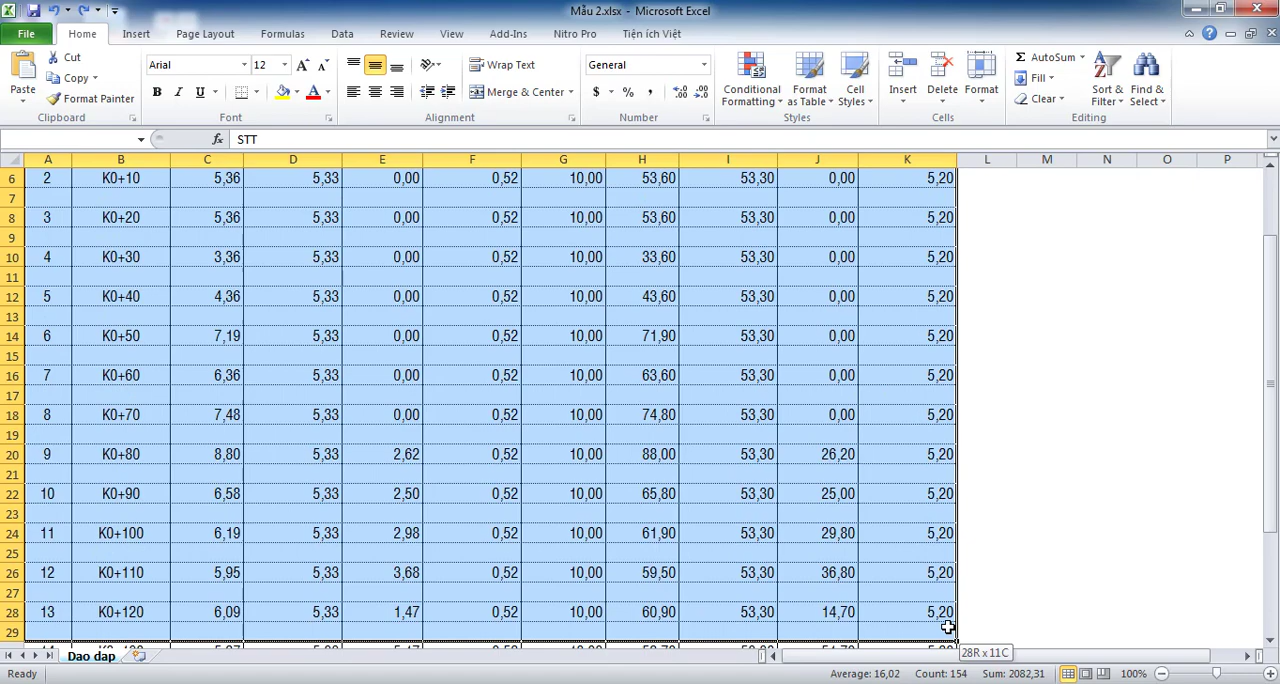 Mẫu 2.xlsx - Microsoft Excel
File Home Insert Page Layout Formulas Data Review View Add-Ins Nitro Pro Tiện ích Việt
Paste Cut Arial 12 Wrap Text General Conditional Formatting Format as Table Cell Styles Insert Delete Format AutoSum Sort & Filter Find & Select
Copy Fill
Format Painter B I U A Merge & Center $ % , Clear
Clipboard Font Alignment Number Styles Cells Editing
fx STT
A B C D E F G H I J K L M N O P
6 2 K0+10 5,36 5,33 0,00 0,52 10,00 53,60 53,30 0,00 5,20
7
8 3 K0+20 5,36 5,33 0,00 0,52 10,00 53,60 53,30 0,00 5,20
9
10 4 K0+30 3,36 5,33 0,00 0,52 10,00 33,60 53,30 0,00 5,20
11
12 5 K0+40 4,36 5,33 0,00 0,52 10,00 43,60 53,30 0,00 5,20
13
14 6 K0+50 7,19 5,33 0,00 0,52 10,00 71,90 53,30 0,00 5,20
15
16 7 K0+60 6,36 5,33 0,00 0,52 10,00 63,60 53,30 0,00 5,20
17
18 8 K0+70 7,48 5,33 0,00 0,52 10,00 74,80 53,30 0,00 5,20
19
20 9 K0+80 8,80 5,33 2,62 0,52 10,00 88,00 53,30 26,20 5,20
21
22 10 K0+90 6,58 5,33 2,50 0,52 10,00 65,80 53,30 25,00 5,20
23
24 11 K0+100 6,19 5,33 2,98 0,52 10,00 61,90 53,30 29,80 5,20
25
26 12 K0+110 5,95 5,33 3,68 0,52 10,00 59,50 53,30 36,80 5,20
27
28 13 K0+120 6,09 5,33 1,47 0,52 10,00 60,90 53,30 14,70 5,20
29
28R x 11C
Dao dap
Ready Average: 16,02 Count: 154 Sum: 2082,31 100%